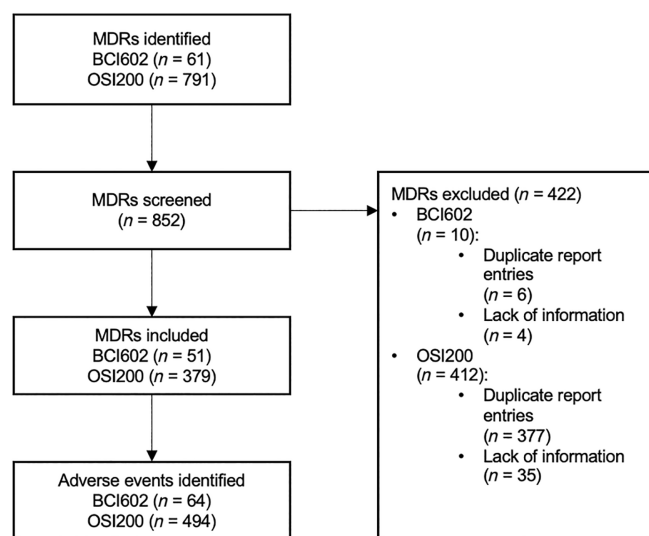 MDRs identified
BCI602 (n = 61)
OSI200 (n = 791)
MDRs screened
(n = 852)
MDRs excluded (n = 422)
• BCI602
(n = 10):
• Duplicate report
entries
(n = 6)
• Lack of information
(n = 4)
• OSI200
(n = 412):
• Duplicate report
entries
(n = 377)
• Lack of information
(n = 35)
MDRs included
BCI602 (n = 51)
OSI200 (n = 379)
Adverse events identified
BCI602 (n = 64)
OSI200 (n = 494)